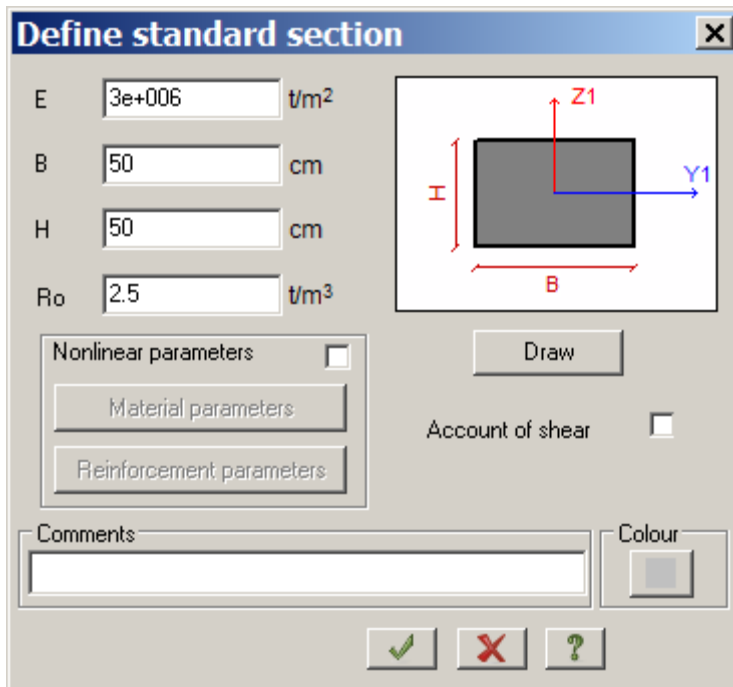 Define standard section
E 3e+006 t/m²
B 50 cm
H 50 cm
Ro 2.5 t/m³
Z1
Y1
H
B
Nonlinear parameters
Material parameters
Reinforcement parameters
Draw
Account of shear
Comments
Colour
?